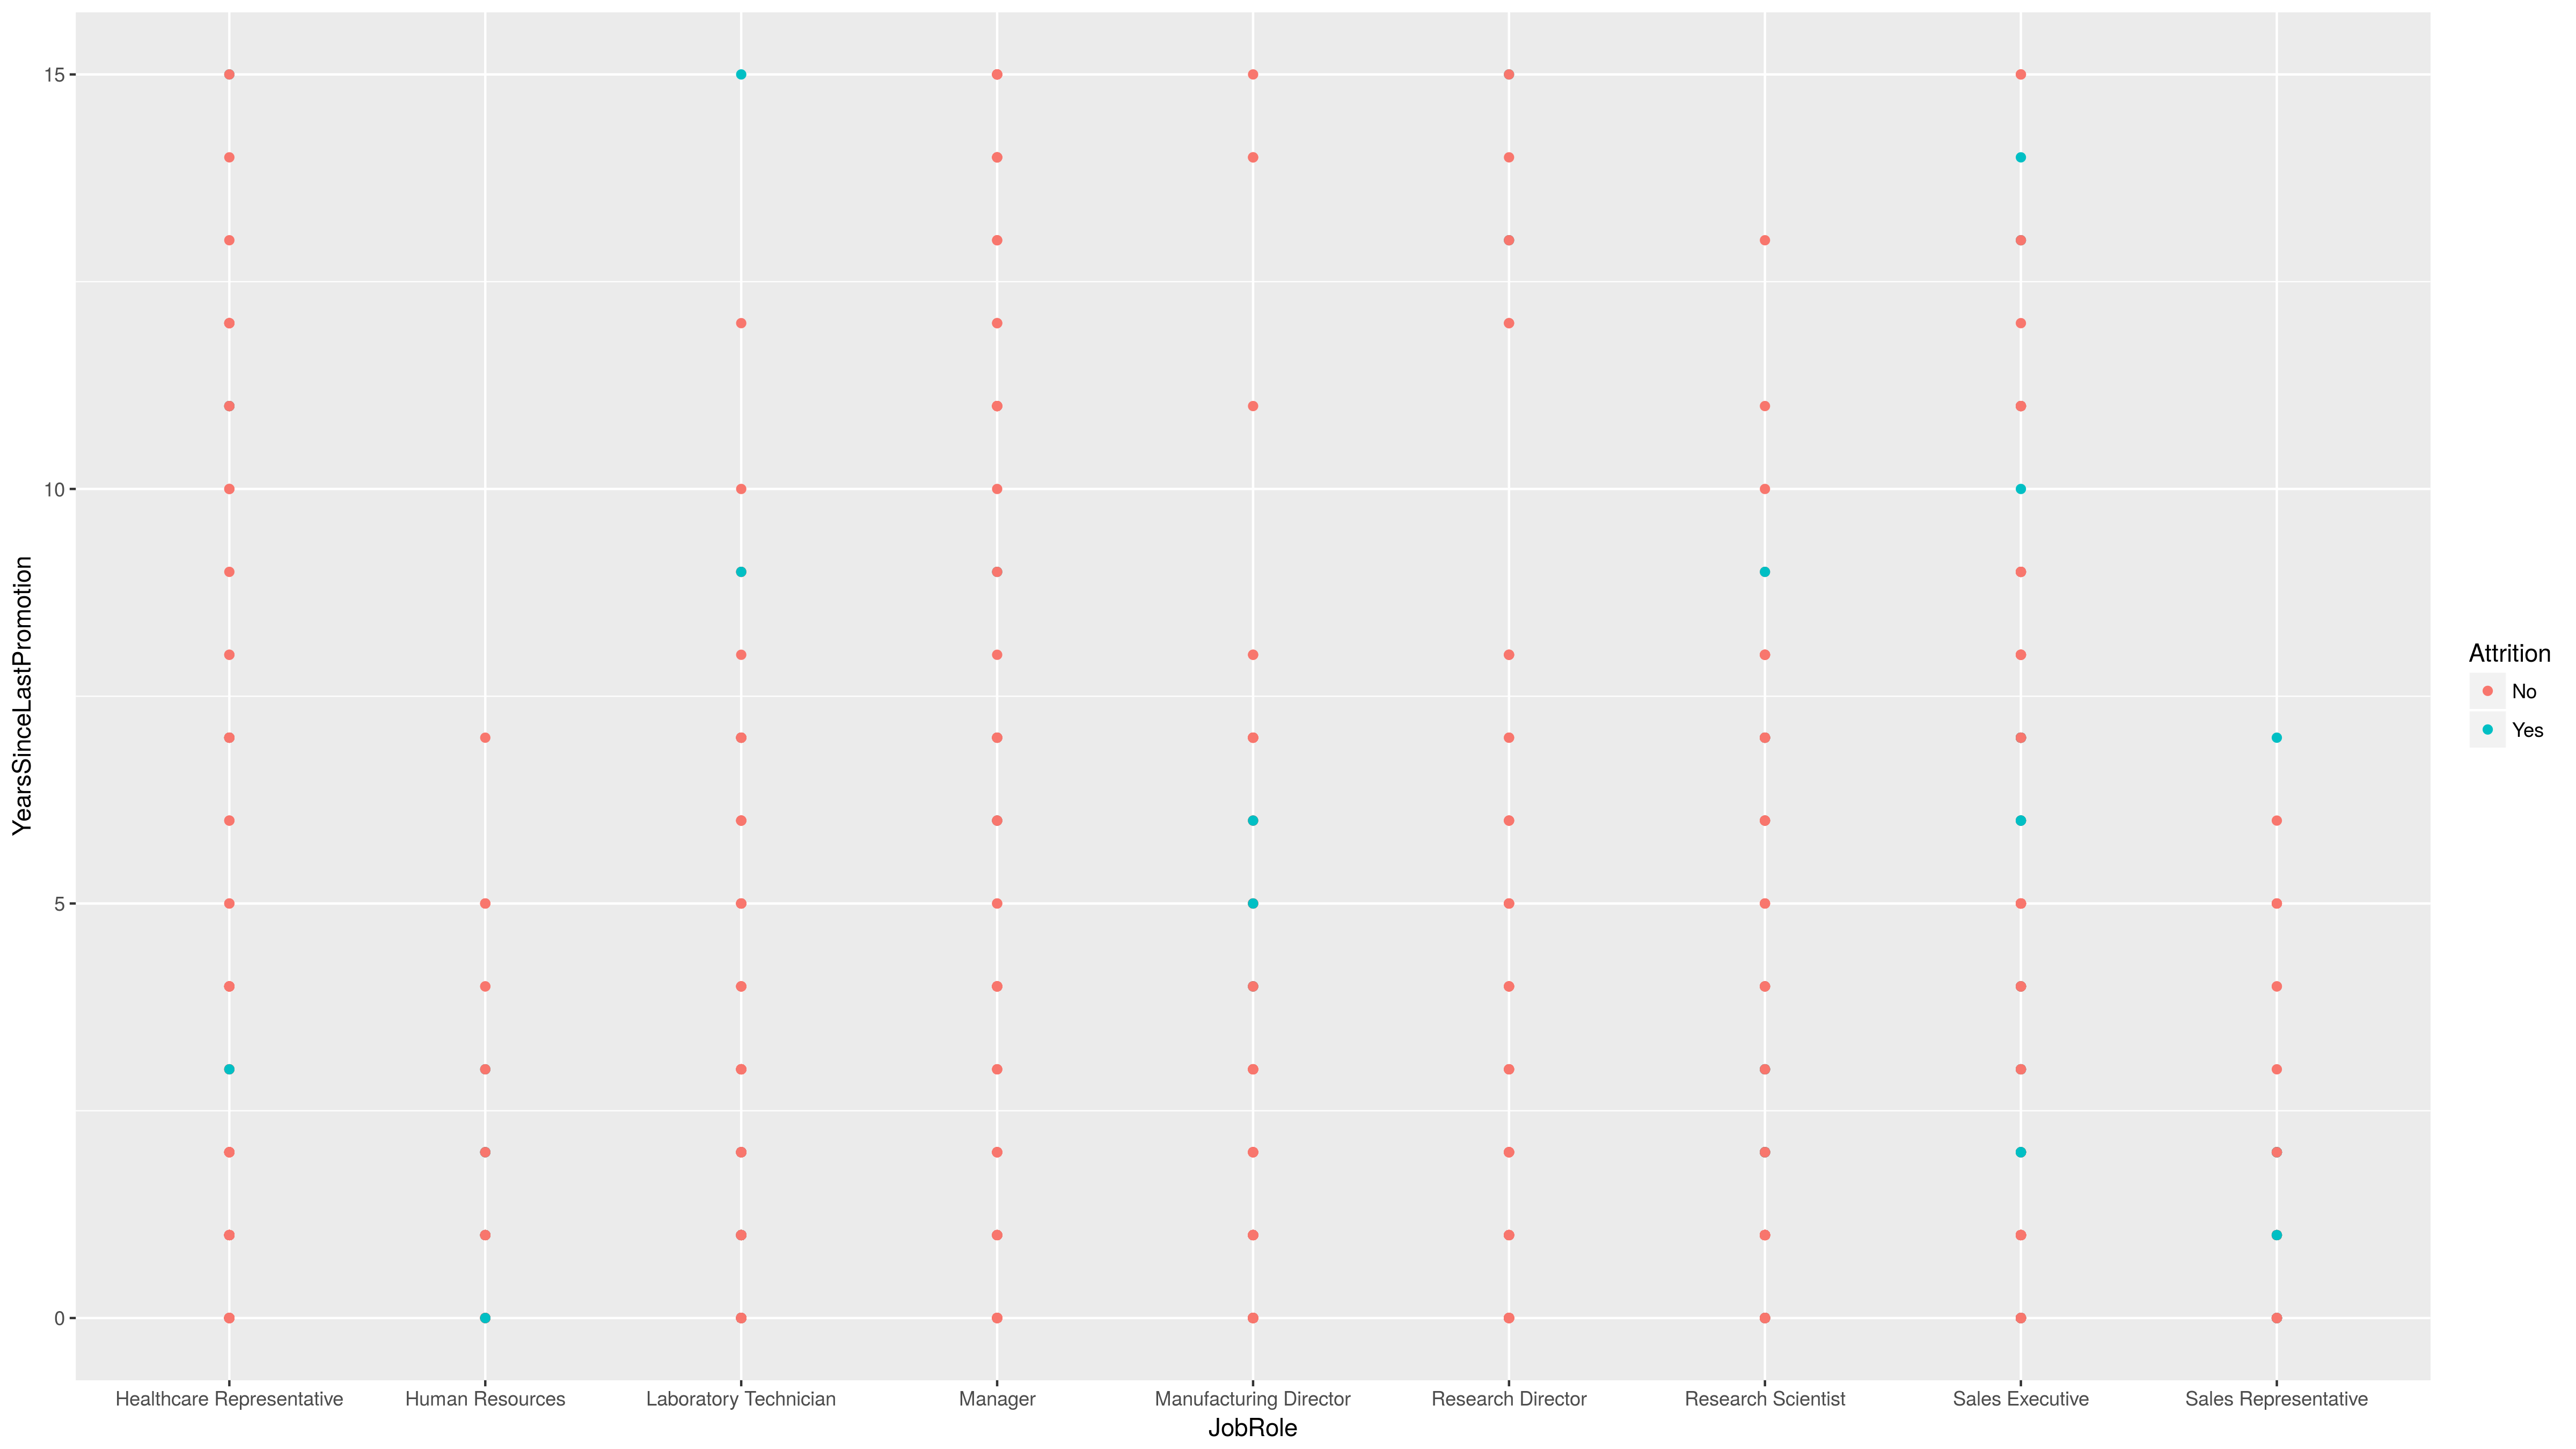 15
10
5
0
YearsSinceLastPromotion
Healthcare Representative
Human Resources
Laboratory Technician
Manager
Manufacturing Director
Research Director
Research Scientist
Sales Executive
Sales Representative
JobRole
Attrition
No
Yes